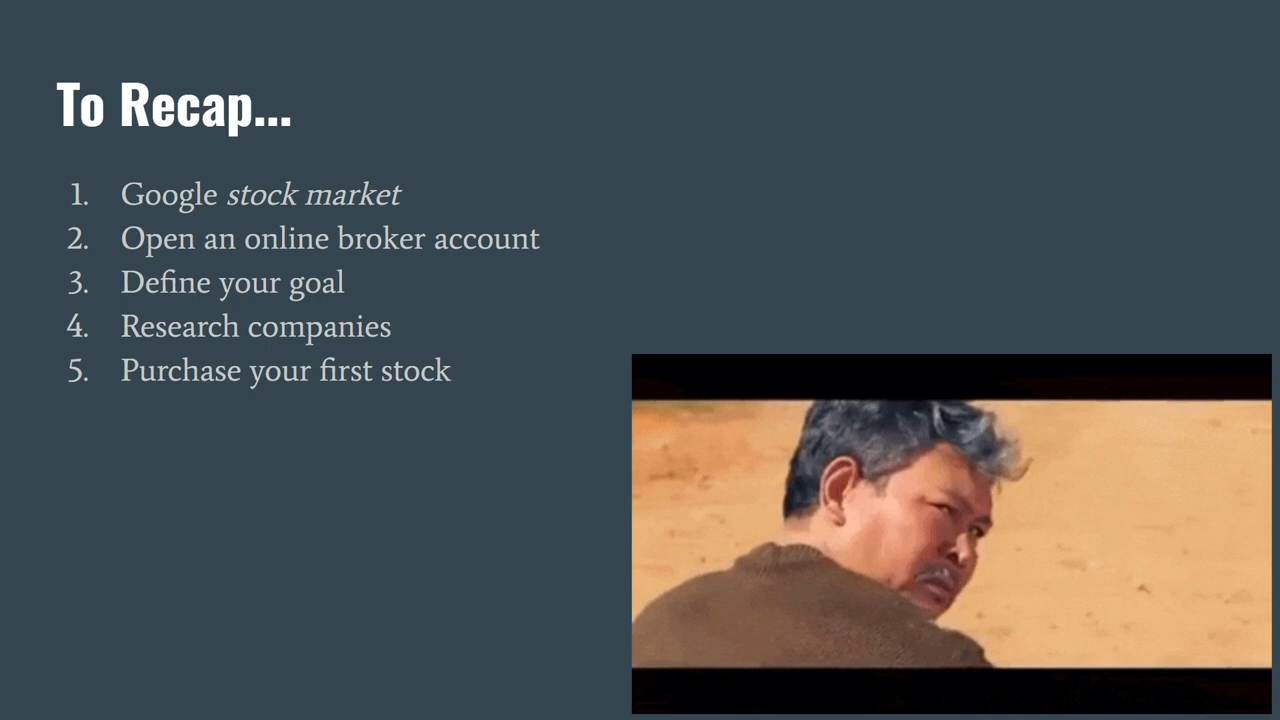 To Recap...
1. Google stock market
2. Open an online broker account
3. Define your goal
4. Research companies
5. Purchase your first stock